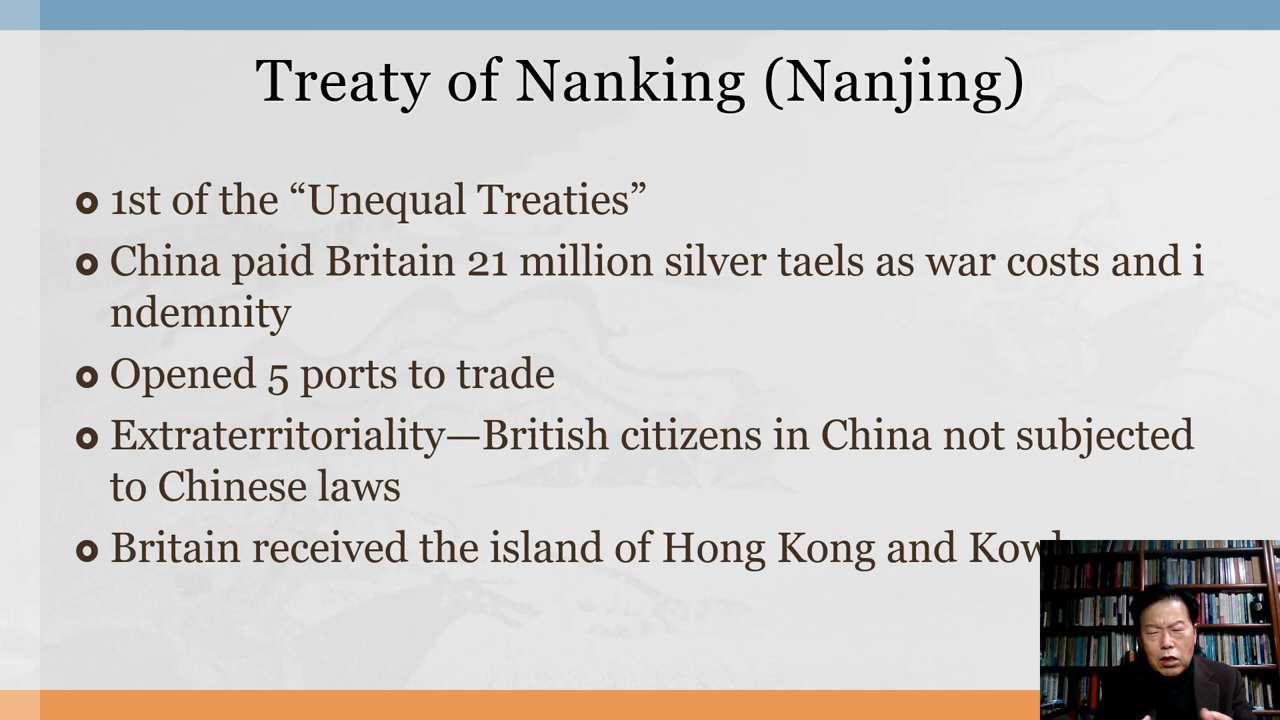 Treaty of Nanking (Nanjing)
1st of the “Unequal Treaties”
China paid Britain 21 million silver taels as war costs and i
ndemnity
Opened 5 ports to trade
Extraterritoriality—British citizens in China not subjected
to Chinese laws
Britain received the island of Hong Kong and